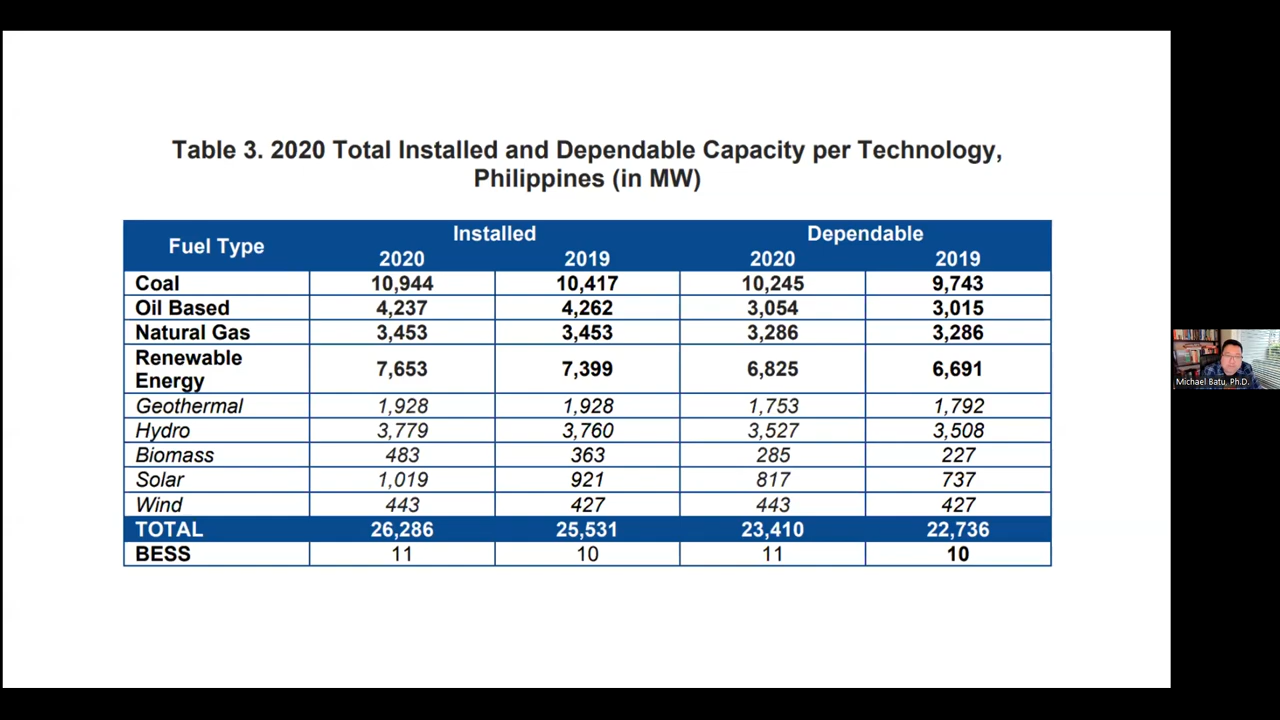 Table 3. 2020 Total Installed and Dependable Capacity per Technology,
Philippines (in MW)
Fuel Type Installed Dependable
2020 2019 2020 2019
Coal 10,944 10,417 10,245 9,743
Oil Based 4,237 4,262 3,054 3,015
Natural Gas 3,453 3,453 3,286 3,286
Renewable
Energy 7,653 7,399 6,825 6,691
Geothermal 1,928 1,928 1,753 1,792
Hydro 3,779 3,760 3,527 3,508
Biomass 483 363 285 227
Solar 1,019 921 817 737
Wind 443 427 443 427
TOTAL 26,286 25,531 23,410 22,736
BESS 11 10 11 10
Michael Batu, Ph.D.